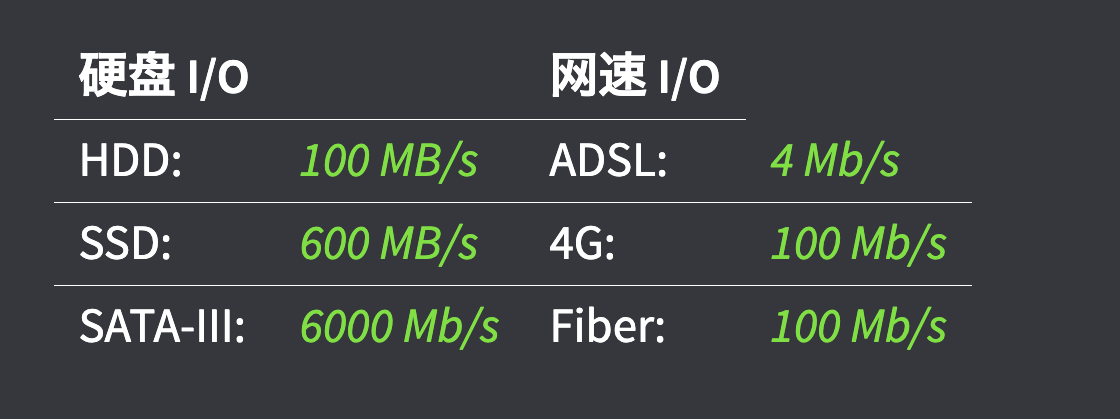 硬盘 I/O 网速 I/O
HDD: 100 MB/s ADSL: 4 Mb/s
SSD: 600 MB/s 4G: 100 Mb/s
SATA-III: 6000 Mb/s Fiber: 100 Mb/s